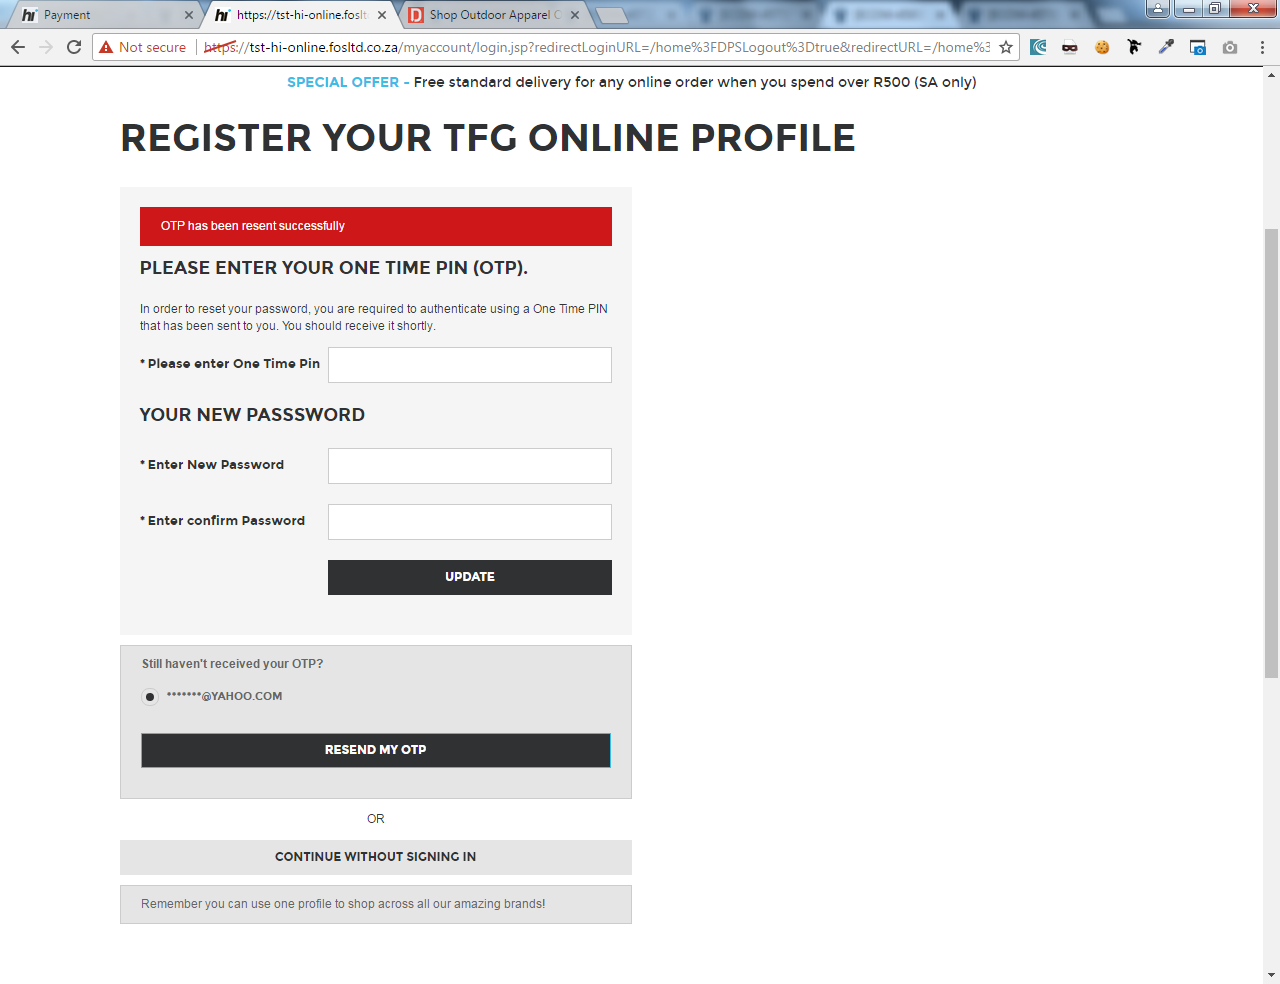 hi Payment
hi https://tst-hi-online.foslt
D Shop Outdoor Apparel
Not secure https://tst-hi-online.fosltd.co.za/myaccount/login.jsp?redirectLoginURL=/home%3FDPSLogout%3Dtrue&redirectURL=/home%3
SPECIAL OFFER - Free standard delivery for any online order when you spend over R500 (SA only)
REGISTER YOUR TFG ONLINE PROFILE
OTP has been resent successfully
PLEASE ENTER YOUR ONE TIME PIN (OTP).
In order to reset your password, you are required to authenticate using a One Time PIN
that has been sent to you. You should receive it shortly.
* Please enter One Time Pin
YOUR NEW PASSSWORD
* Enter New Password
* Enter confirm Password
UPDATE
Still haven't received your OTP?
*******@YAHOO.COM
RESEND MY OTP
OR
CONTINUE WITHOUT SIGNING IN
Remember you can use one profile to shop across all our amazing brands!